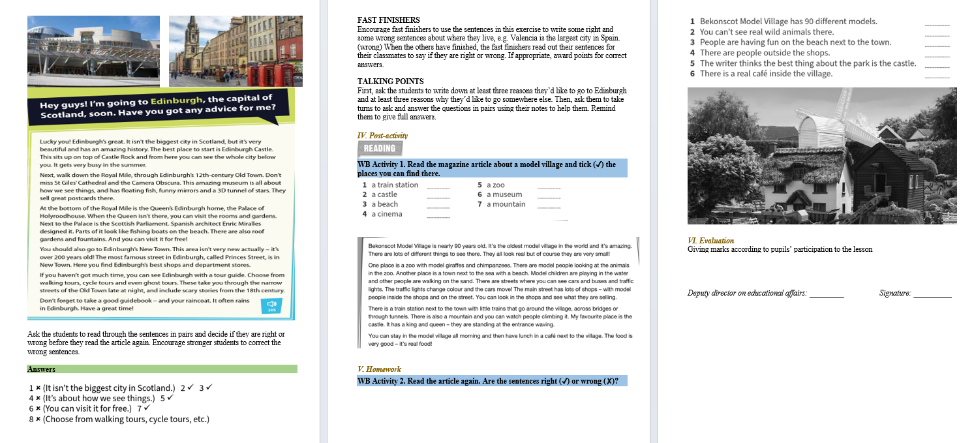 Hey guys! I'm going to Edinburgh, the capital of
Scotland, soon. Have you got any advice for me?
Lucky you! Edinburgh's great. It isn't the biggest city in Scotland, but it's very
beautiful and has an amazing history. The best place to start is Edinburgh Castle.
This sits up on top of Castle Rock and from here you can see the whole city below
you. It gets very busy in the summer.
Next, walk down the Royal Mile, through Edinburgh's 12th-century Old Town. Don't
miss St Giles' Cathedral and the Camera Obscura. This amazing museum is all about
how we see things, and has floating fish, funny mirrors and a 3D tunnel of stars. They
sell great postcards there.
At the bottom of the Royal Mile is the Queen's Edinburgh home, the Palace of
Holyroodhouse. When the Queen isn't there, you can visit the rooms and gardens.
Next to the Palace is the Scottish Parliament. Spanish architect Enric Miralles
designed it. Parts of it look like fishing boats on the beach. There are also roof
gardens and fountains. And you can visit it for free!
You should also go to Edinburgh's New Town. This area isn't very new actually – it's
over 200 years old! The most famous street in Edinburgh, called Princes Street, is in
New Town. Here you find Edinburgh's best shops and department stores.
If you haven't got much time, you can see Edinburgh with a tour guide. Choose from
walking tours, cycle tours and even ghost tours. These take you through the narrow
streets of the Old Town late at night, and include scary stories from the 18th century.
Don't forget to take a good guidebook – and your raincoat. It often rains
in Edinburgh. Have a great time!
Ask the students to read through the sentences in pairs and decide if they are right or
wrong before they read the article again. Encourage stronger students to correct the
wrong sentences.
Answers
1 ✗ (It isn't the biggest city in Scotland.) 2 ✓ 3 ✓
4 ✗ (It's about how we see things.) 5 ✓
6 ✗ (You can visit it for free.) 7 ✓
8 ✗ (Choose from walking tours, cycle tours, etc.)
FAST FINISHERS
Encourage fast finishers to use the sentences in this exercise to write some right and
some wrong sentences about where they live, e.g. Valencia is the largest city in Spain.
(wrong) When the others have finished, the fast finishers read out their sentences for
their classmates to say if they are right or wrong. If appropriate, award points for correct
answers.
TALKING POINTS
First, ask the students to write down at least three reasons they'd like to go to Edinburgh
and at least three reasons why they'd like to go somewhere else. Then, ask them to take
turns to ask and answer the questions in pairs using their notes to help them. Remind
them to give full answers.
IV. Post-activity
READING
WB Activity 1. Read the magazine article about a model village and tick (✓) the
places you can find there.
1 a train station ______ 5 a zoo ______
2 a castle ______ 6 a museum ______
3 a beach ______ 7 a mountain ______
4 a cinema ______
Bekonscot Model Village is nearly 90 years old. It's the oldest model village in the world and it's amazing.
There are lots of different things to see there. They all look real but of course they are very small!
One place is a zoo with model giraffes and chimpanzees. There are model people looking at the animals
in the zoo. Another place is a town next to the sea with a beach. Model children are playing in the water
and other people are walking on the sand. There are streets where you can see cars and buses and traffic
lights. The traffic lights change colour and the cars move! The main street has lots of shops – with model
people inside the shops and on the street. You can look in the shops and see what they are selling.
There is a train station next to the town with little trains that go around the village, across bridges or
through tunnels. There is also a mountain and you can watch people climbing it. My favourite place is the
castle. It has a king and queen – they are standing at the entrance waving.
You can stay in the model village all morning and then have lunch in a café next to the village. The food is
very good – it's real food!
V. Homework
WB Activity 2. Read the article again. Are the sentences right (✓) or wrong (✗)?
1 Bekonscot Model Village has 90 different models. ______
2 You can't see real wild animals there. ______
3 People are having fun on the beach next to the town. ______
4 There are people outside the shops. ______
5 The writer thinks the best thing about the park is the castle. ______
6 There is a real café inside the village. ______
VI. Evaluation
Giving marks according to pupils' participation to the lesson
Deputy director on educational affairs: ________ Signature: ________